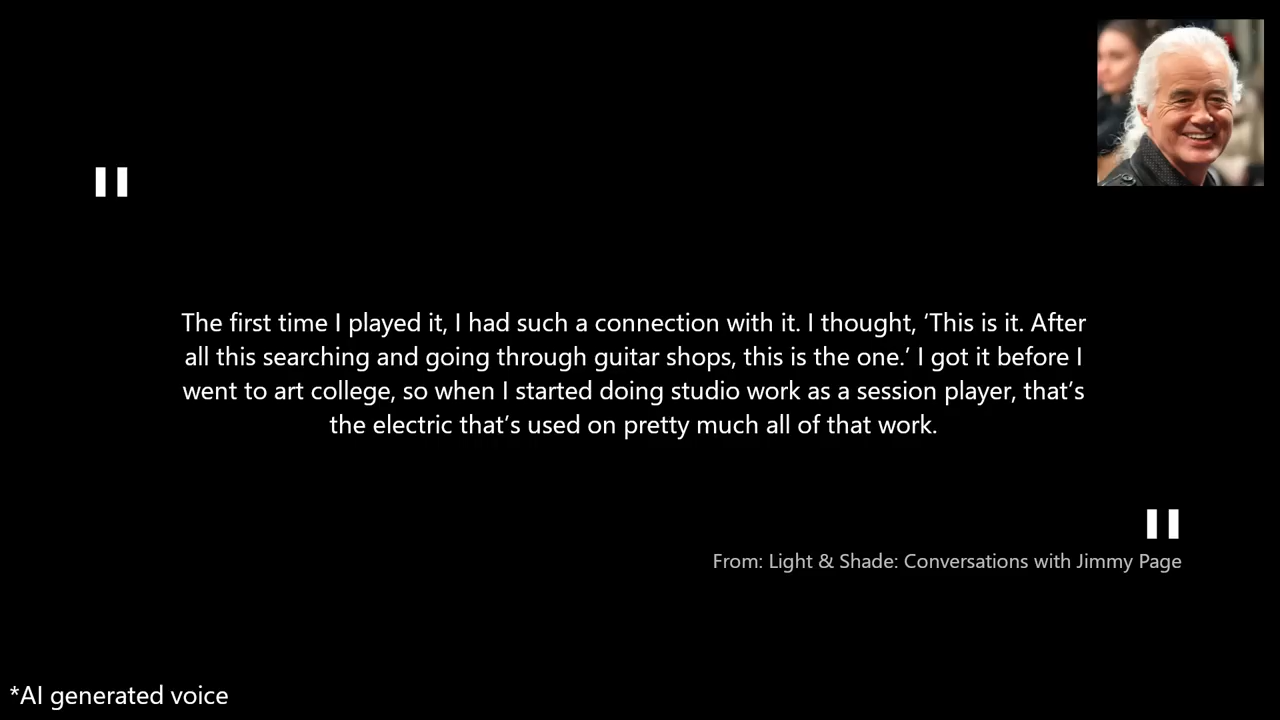 "
The first time I played it, I had such a connection with it. I thought, ‘This is it. After
all this searching and going through guitar shops, this is the one.’ I got it before I
went to art college, so when I started doing studio work as a session player, that’s
the electric that’s used on pretty much all of that work.
"
From: Light & Shade: Conversations with Jimmy Page
*AI generated voice